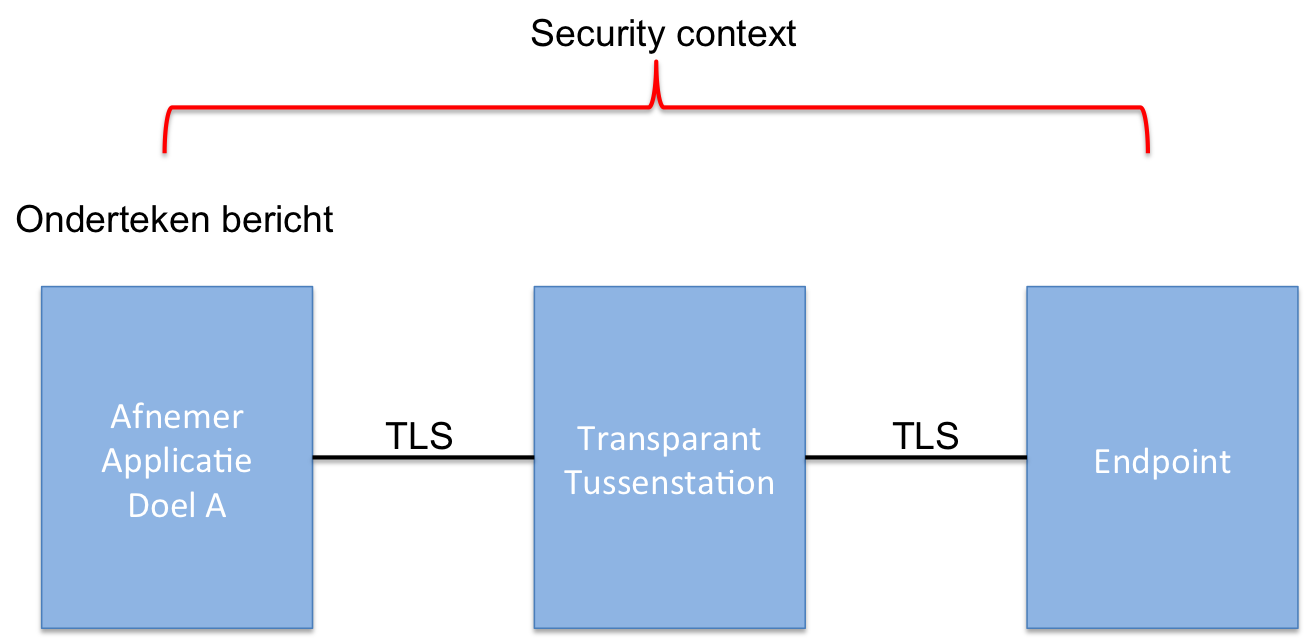 Security context
Onderteken bericht
Afnemer
Applicatie
Doel A
TLS
Transparant
Tussenstation
TLS
Endpoint